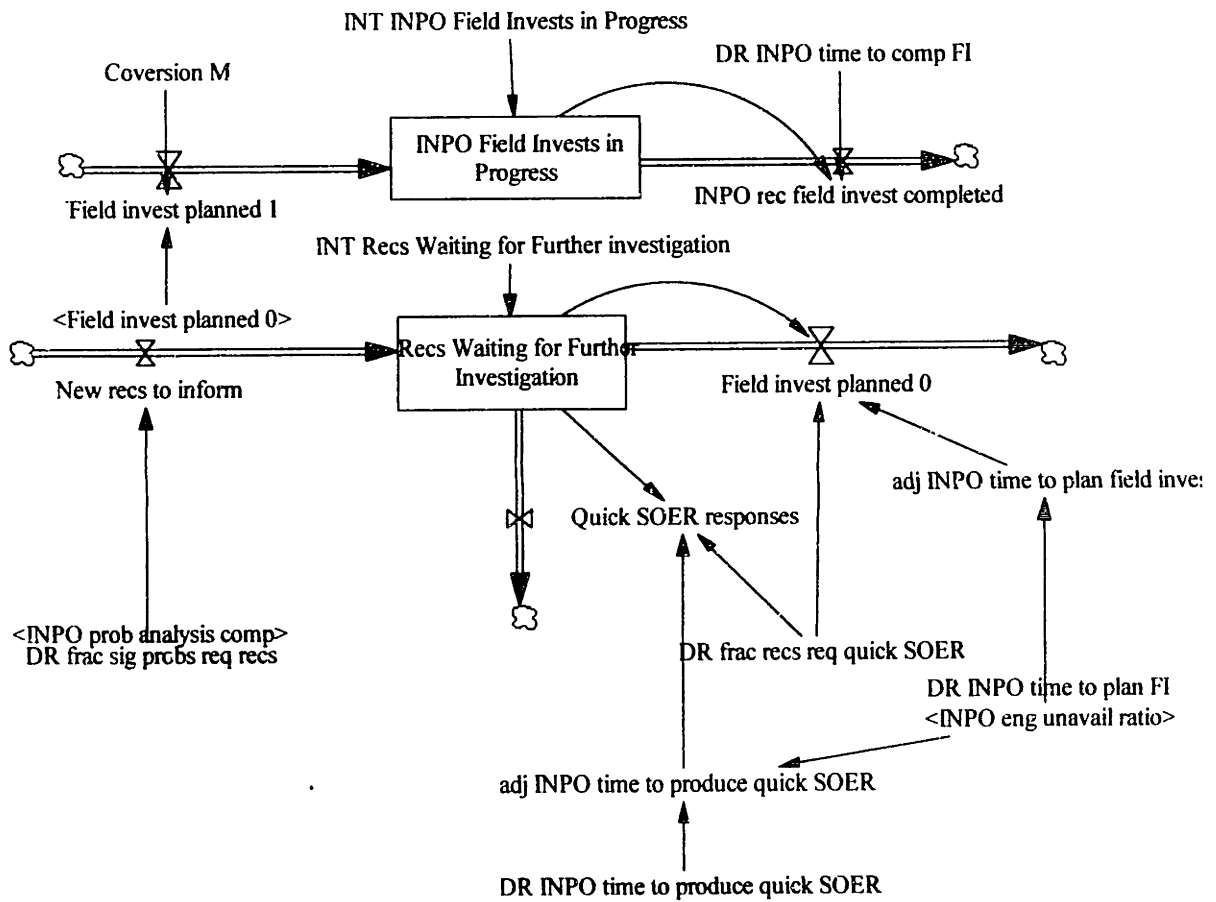 INT INPO Field Invests in Progress
DR INPO time to comp FI
Coversion M
INPO Field Invests in
Progress
INPO rec field invest completed
Field invest planned 1
INT Recs Waiting for Further investigation
<Field invest planned 0>
Recs Waiting for Further
Investigation
New recs to inform
Field invest planned 0
adj INPO time to plan field inves
Quick SOER responses
<INPO prob analysis comp>
DR frac sig probs req recs
DR frac recs req quick SOER
DR INPO time to plan FI
<INPO eng unavail ratio>
adj INPO time to produce quick SOER
DR INPO time to produce quick SOER